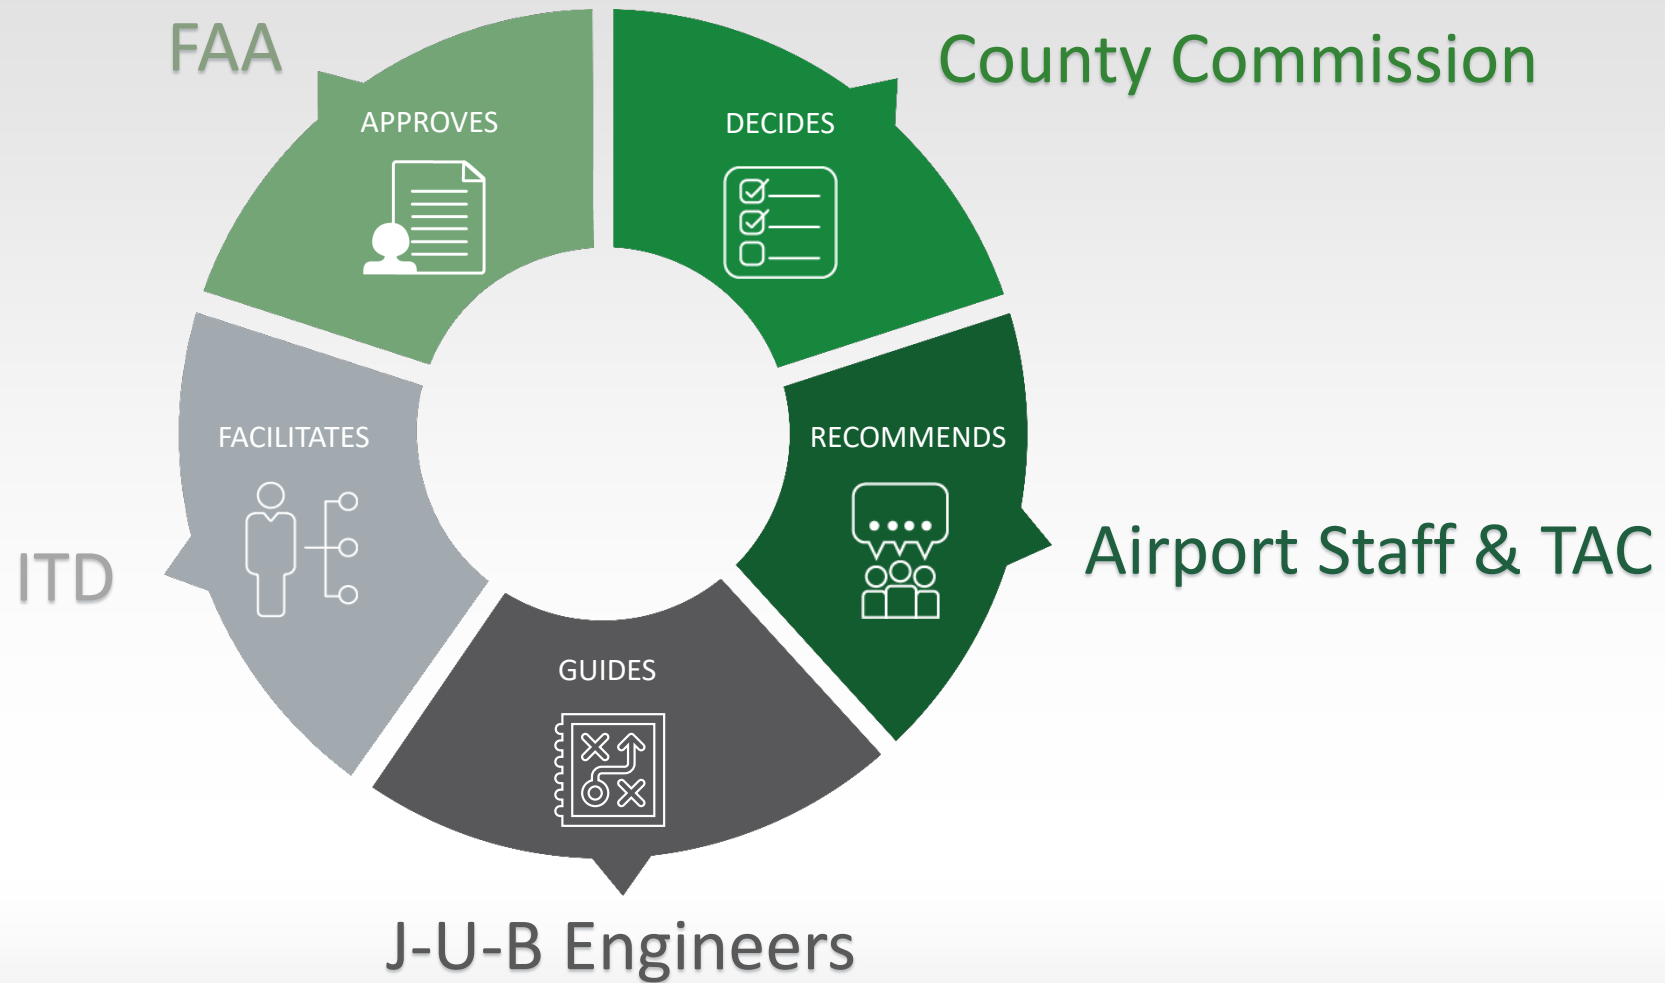 FAA
County Commission
APPROVES
DECIDES
FACILITATES
RECOMMENDS
ITD
Airport Staff & TAC
GUIDES
J-U-B Engineers